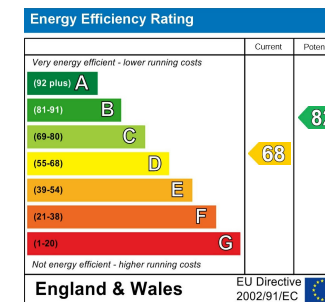 Energy Efficiency Rating
Current
Very energy efficient - lower running costs
(92 plus) A
(81-91) B
(69-80) C
(55-68) D
68
(39-54) E
(21-38) F
(1-20) G
Not energy efficient - higher running costs
England & Wales
EU Directive
2002/91/EC